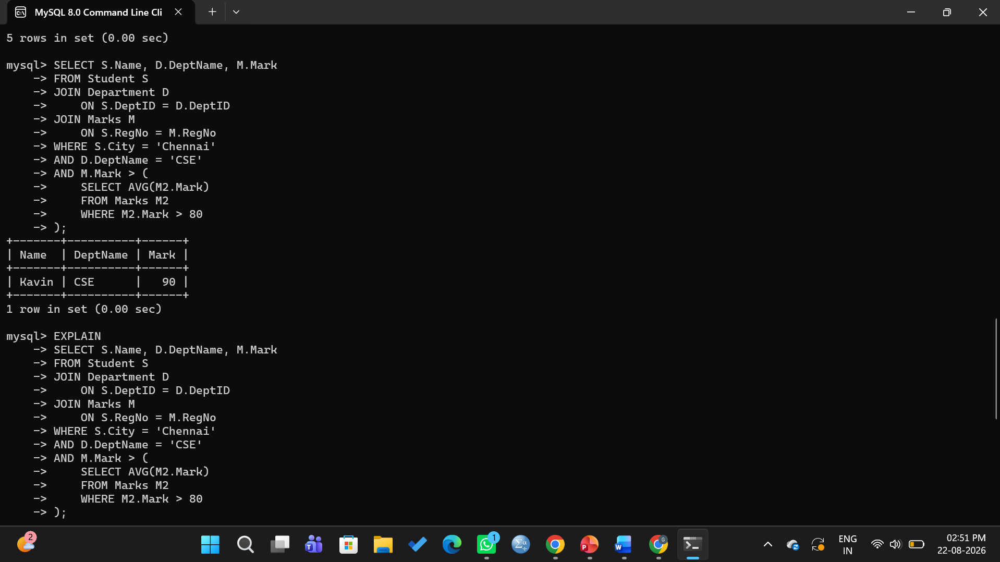 MySQL 8.0 Command Line Cli
5 rows in set (0.00 sec)
mysql> SELECT S.Name, D.DeptName, M.Mark
    -> FROM Student S
    -> JOIN Department D
    ->     ON S.DeptID = D.DeptID
    -> JOIN Marks M
    ->     ON S.RegNo = M.RegNo
    -> WHERE S.City = 'Chennai'
    -> AND D.DeptName = 'CSE'
    -> AND M.Mark > (
    ->     SELECT AVG(M2.Mark)
    ->     FROM Marks M2
    ->     WHERE M2.Mark > 80
    -> );
+-------+----------+------+
| Name  | DeptName | Mark |
+-------+----------+------+
| Kavin | CSE      |   90 |
+-------+----------+------+
1 row in set (0.00 sec)
mysql> EXPLAIN
    -> SELECT S.Name, D.DeptName, M.Mark
    -> FROM Student S
    -> JOIN Department D
    ->     ON S.DeptID = D.DeptID
    -> JOIN Marks M
    ->     ON S.RegNo = M.RegNo
    -> WHERE S.City = 'Chennai'
    -> AND D.DeptName = 'CSE'
    -> AND M.Mark > (
    ->     SELECT AVG(M2.Mark)
    ->     FROM Marks M2
    ->     WHERE M2.Mark > 80
    -> );
2
1
ENG
IN
02:51 PM
22-08-2026